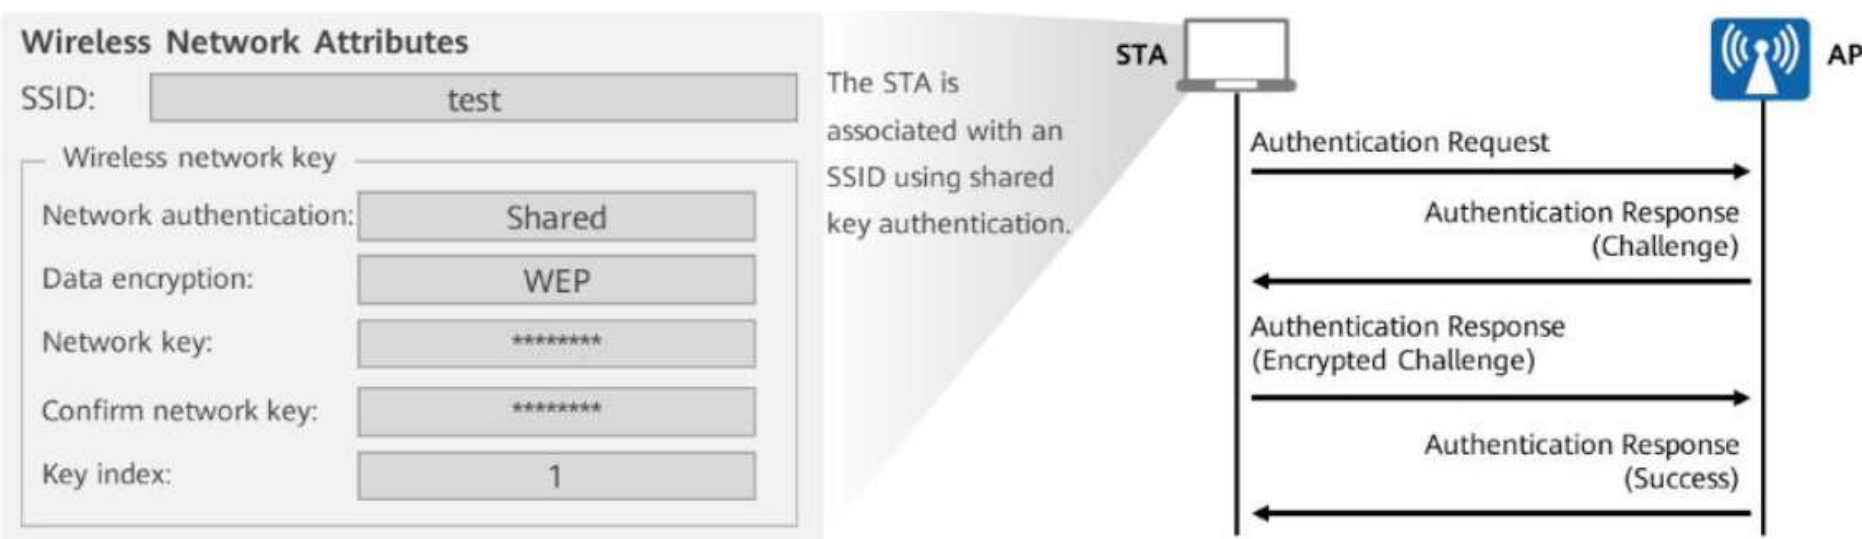 Wireless Network Attributes
SSID:
test
Wireless network key
Network authentication:
Shared
Data encryption:
WEP
Network key:
********
Confirm network key:
********
Key index:
1
The STA is
associated with an
SSID using shared
key authentication.
STA
AP
Authentication Request
Authentication Response
(Challenge)
Authentication Response
(Encrypted Challenge)
Authentication Response
(Success)